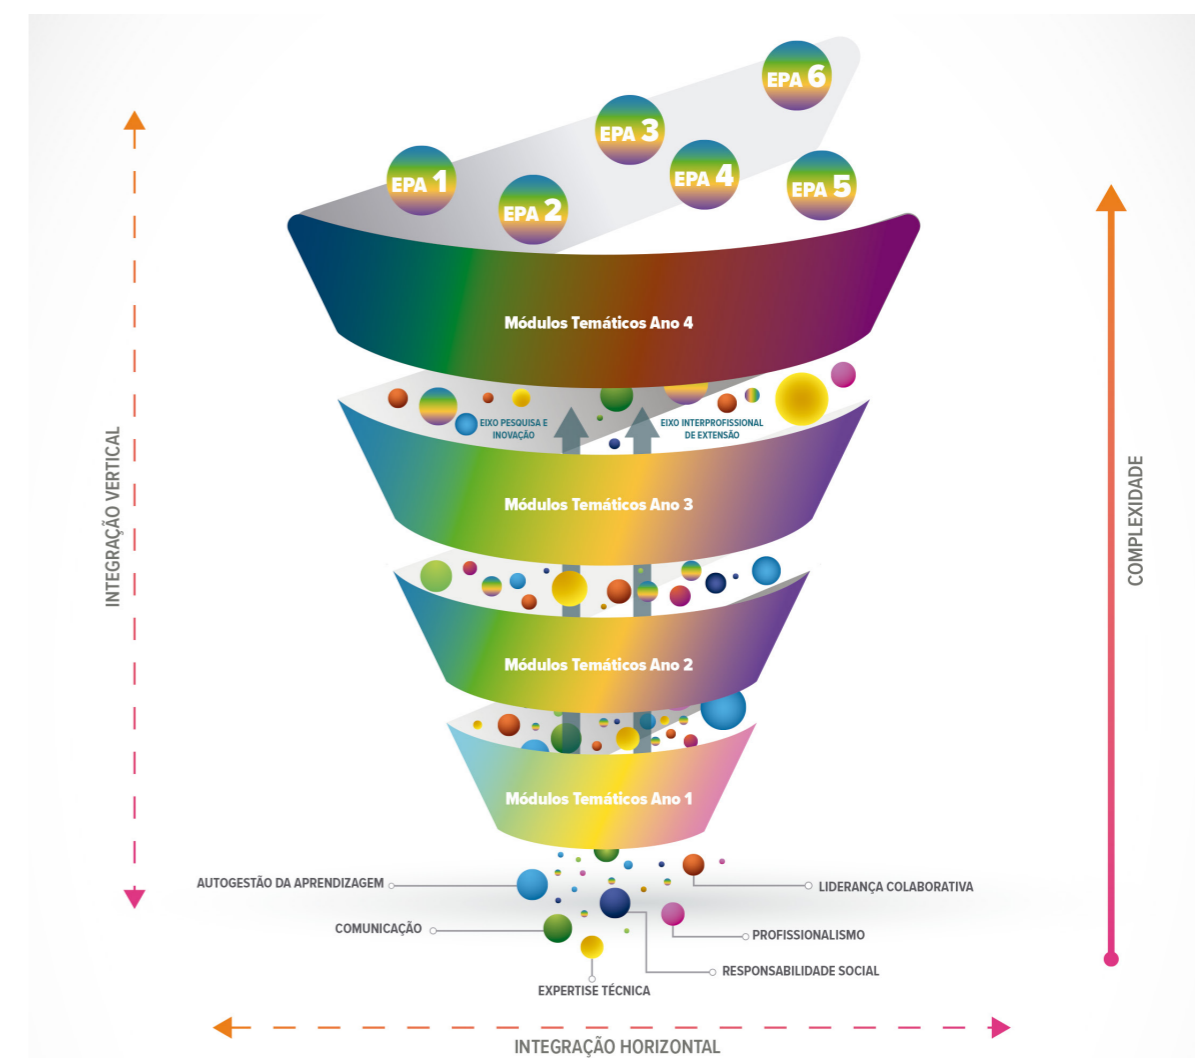 EPA 6
EPA 3
EPA 1
EPA 4
EPA 5
EPA 2
Módulos Temáticos Ano 4
EIXO PESQUISA E
INOVAÇÃO
EIXO INTERPROFISSIONAL
DE EXTENSÃO
Módulos Temáticos Ano 3
Módulos Temáticos Ano 2
Módulos Temáticos Ano 1
INTEGRAÇÃO VERTICAL
COMPLEXIDADE
AUTOGESTÃO DA APRENDIZAGEM
LIDERANÇA COLABORATIVA
COMUNICAÇÃO
PROFISSIONALISMO
RESPONSABILIDADE SOCIAL
EXPERTISE TÉCNICA
INTEGRAÇÃO HORIZONTAL